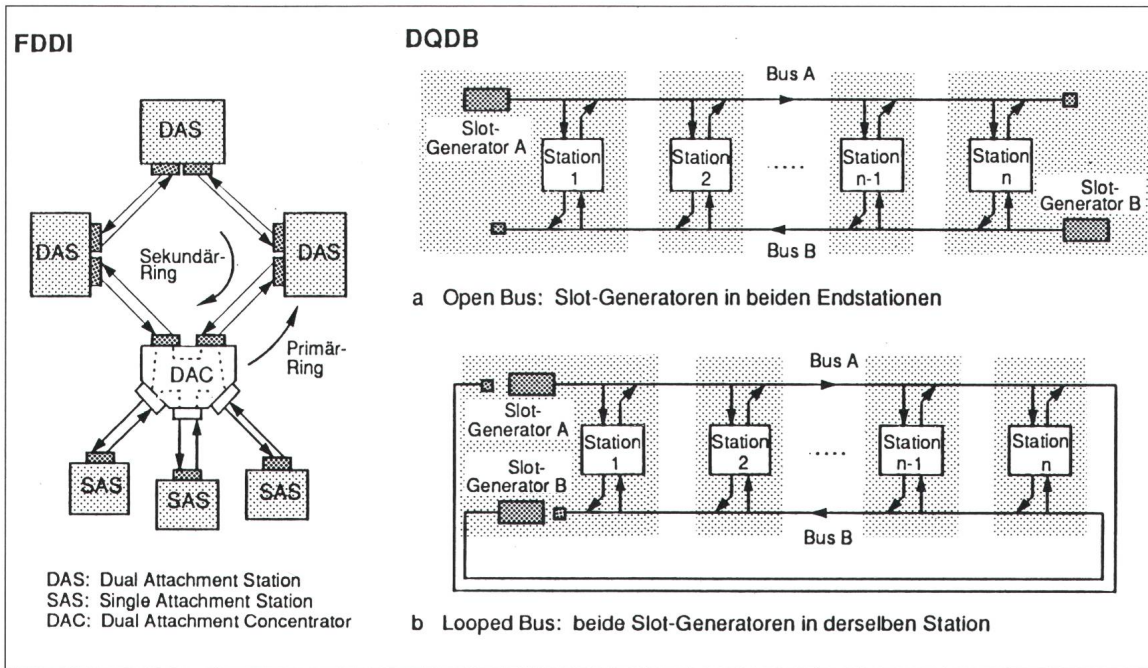 FDDI
DAS
DAS
DAS
Sekundär-
Ring
Primär-
Ring
DAC
SAS
SAS
SAS
DAS: Dual Attachment Station
SAS: Single Attachment Station
DAC: Dual Attachment Concentrator
DQDB
Bus A
Slot-
Generator A
Station
1
Station
2
.....
Station
n-1
Station
n
Slot-
Generator B
Bus B
a Open Bus: Slot-Generatoren in beiden Endstationen
Bus A
Slot-
Generator A
Slot-
Generator B
Station
1
Station
2
.....
Station
n-1
Station
n
Bus B
b Looped Bus: beide Slot-Generatoren in derselben Station